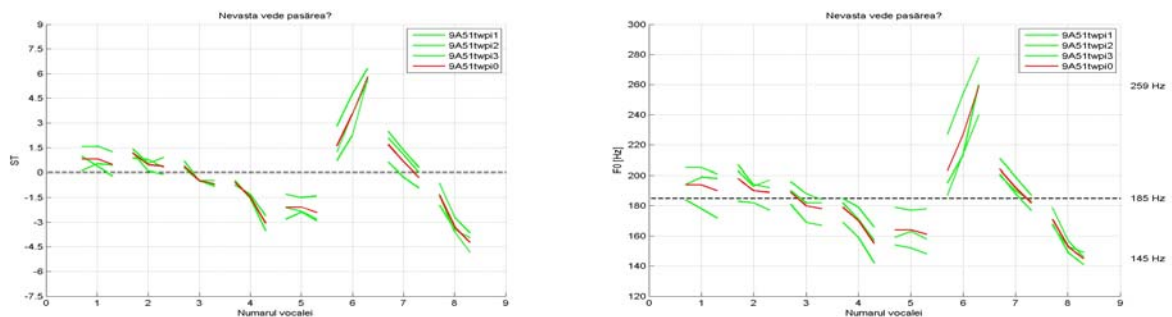 Nevasta vede pasărea?
9
7.5
6
4.5
3
1.5
0
-1.5
-3
-4.5
-6
-7.5
ST
9A51twpi1
9A51twpi2
9A51twpi3
9A51twpi0
0 1 2 3 4 5 6 7 8 9
Numarul vocalei
Nevasta vede pasărea?
300
280
260
240
220
200
180
160
140
120
F0 [Hz]
9A51twpi1
9A51twpi2
9A51twpi3
9A51twpi0
259 Hz
185 Hz
145 Hz
0 1 2 3 4 5 6 7 8 9
Numarul vocalei